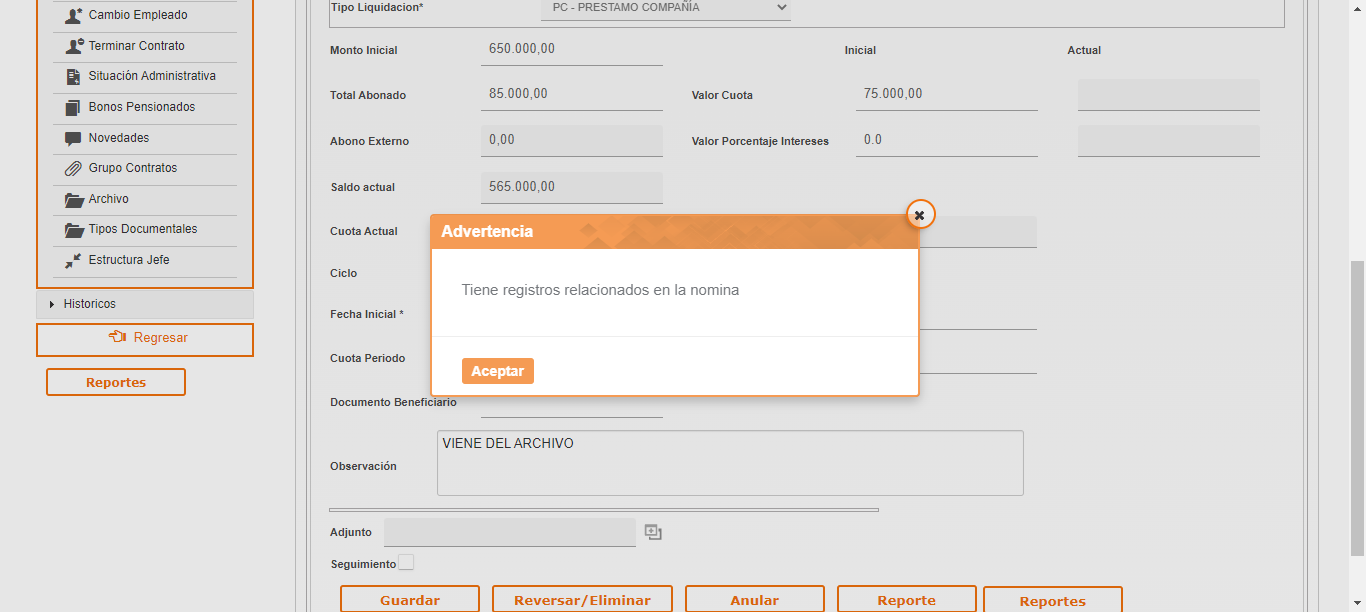 Cambio Empleado
Terminar Contrato
Situación Administrativa
Bonos Pensionados
Novedades
Grupo Contratos
Archivo
Tipos Documentales
Estructura Jefe
Historicos
Regresar
Reportes
Tipo Liquidacion* PC - PRESTAMO COMPAÑÍA
Monto Inicial 650.000,00 Inicial Actual
Total Abonado 85.000,00 Valor Cuota 75.000,00
Abono Externo 0,00 Valor Porcentaje Intereses 0.0
Saldo actual 565.000,00
Cuota Actual
Ciclo
Fecha Inicial *
Cuota Periodo
Documento Beneficiario
Advertencia
Tiene registros relacionados en la nomina
Aceptar
Observación VIENE DEL ARCHIVO
Adjunto
Seguimiento
Guardar Reversar/Eliminar Anular Reporte Reportes